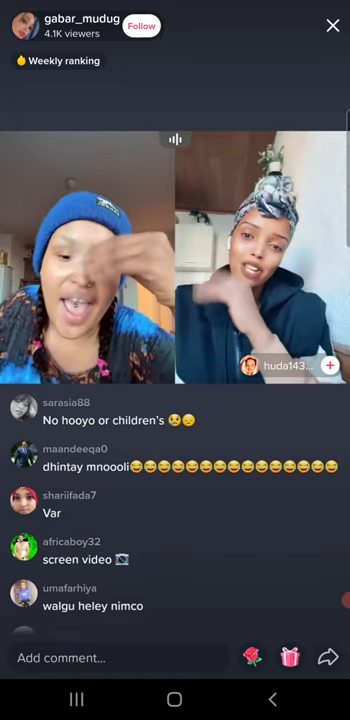 gabar_mudug
4.1K viewers
Follow
Weekly ranking
huda143...
sarasia88
No hooyo or children's 😢😞
maandeeqa0
dhintay mnoooli😂😂😂😂😂😂😂😂😂😂😂😂😂😂😂
shariifada7
Var
africaboy32
screen video 📷
umafarhiya
walgu heley nimco
Add comment...